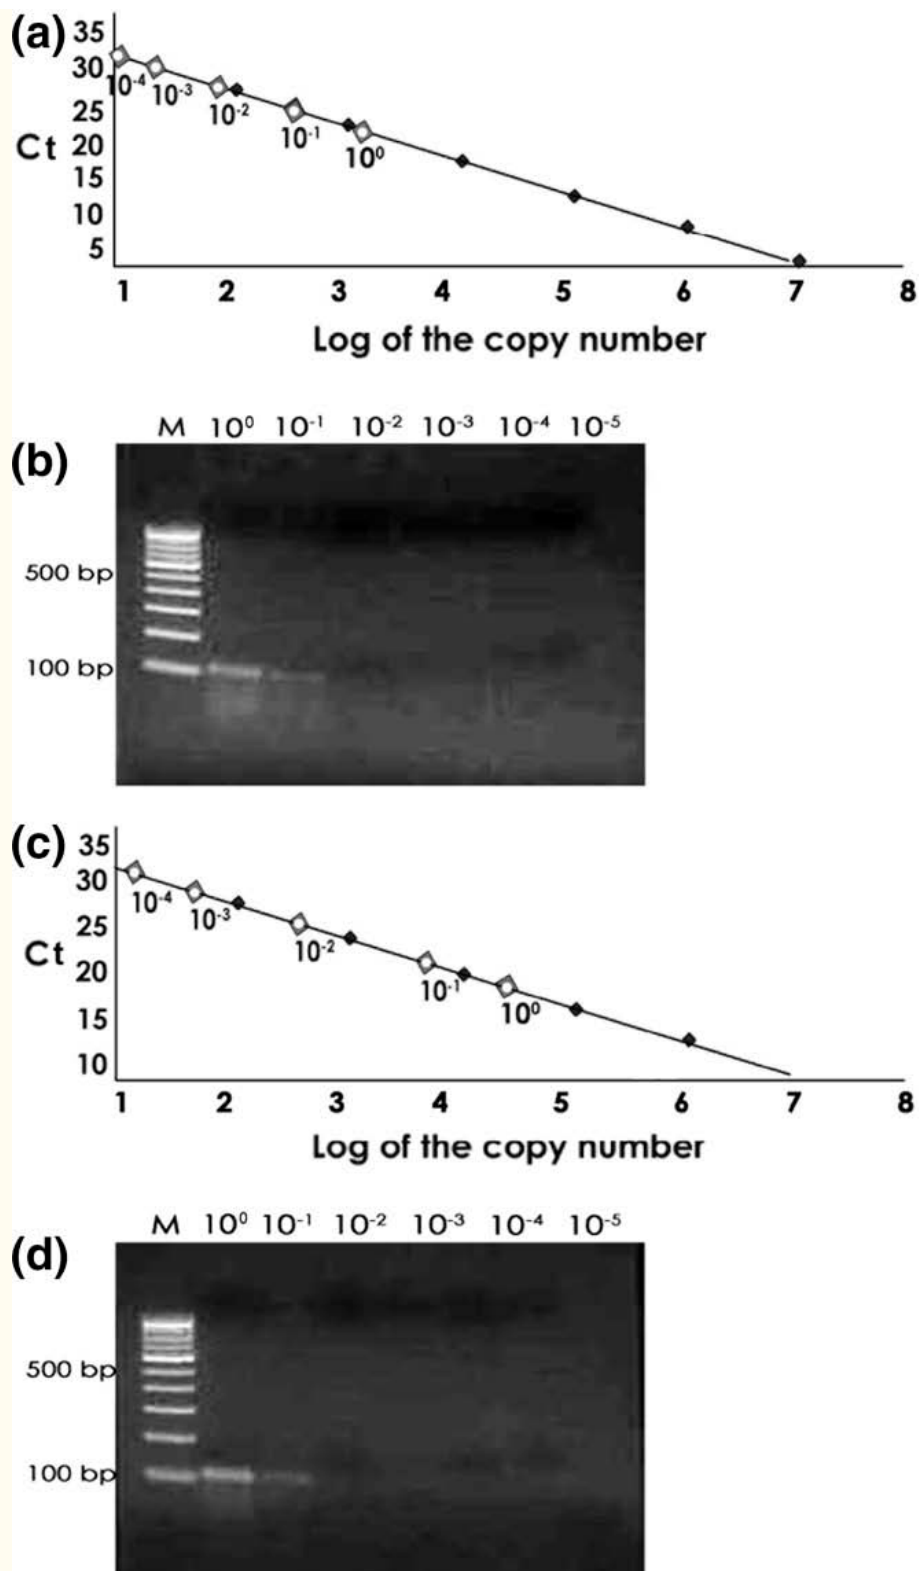 (a)
35
30
25
Ct 20
15
10
5
10⁻⁴ 10⁻³ 10⁻² 10⁻¹ 10⁰
1 2 3 4 5 6 7 8
Log of the copy number
M 10⁰ 10⁻¹ 10⁻² 10⁻³ 10⁻⁴ 10⁻⁵
(b)
500 bp
100 bp
(c)
35
30
25
Ct 20
15
10
10⁻⁴ 10⁻³ 10⁻² 10⁻¹ 10⁰
1 2 3 4 5 6 7 8
Log of the copy number
M 10⁰ 10⁻¹ 10⁻² 10⁻³ 10⁻⁴ 10⁻⁵
(d)
500 bp
100 bp